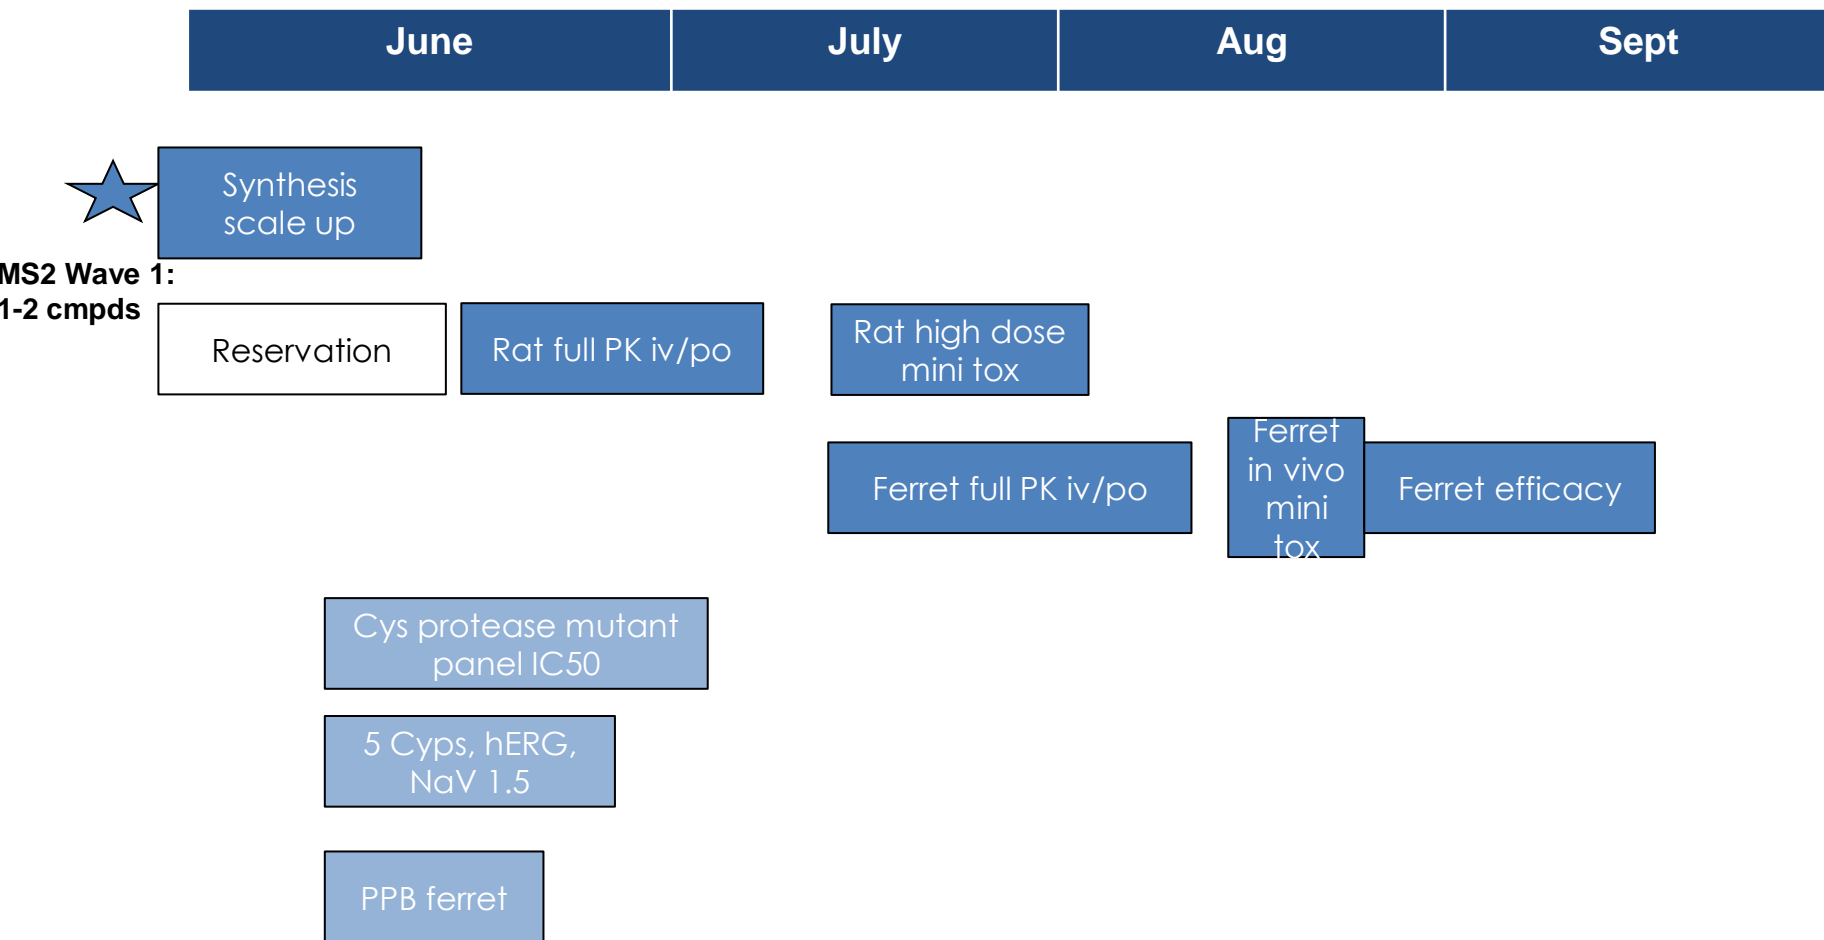 June July Aug Sept
Synthesis
scale up
MS2 Wave 1:
1-2 cmpds
Reservation
Rat full PK iv/po
Rat high dose
mini tox
Ferret full PK iv/po
Ferret
in vivo
mini
tox
Ferret efficacy
Cys protease mutant
panel IC50
5 Cyps, hERG,
NaV 1.5
PPB ferret